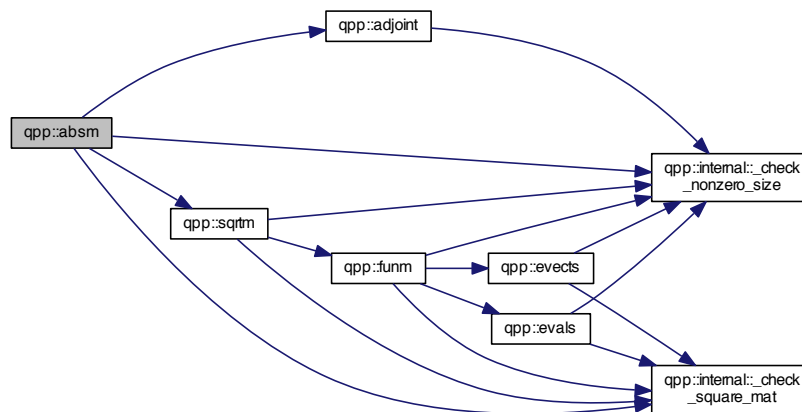 qpp::adjoint
qpp::absm
qpp::internal::_check
_nonzero_size
qpp::sqrtm
qpp::funm
qpp::evects
qpp::evals
qpp::internal::_check
_square_mat